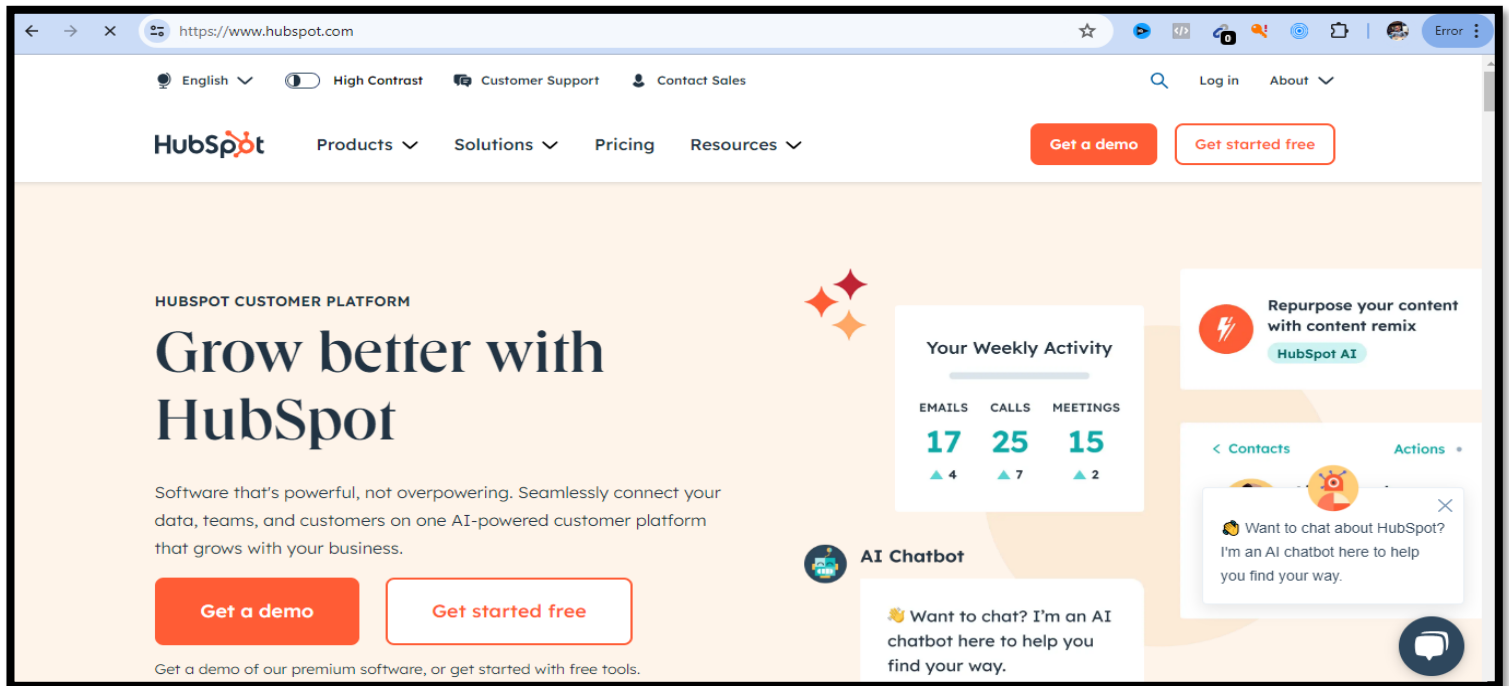 https://www.hubspot.com
0
Error
English
High Contrast
Customer Support
Contact Sales
Log in
About
HubSpot
Products
Solutions
Pricing
Resources
Get a demo
Get started free
HUBSPOT CUSTOMER PLATFORM
Grow better with
HubSpot
Software that's powerful, not overpowering. Seamlessly connect your
data, teams, and customers on one AI-powered customer platform
that grows with your business.
Get a demo
Get started free
Get a demo of our premium software, or get started with free tools.
Your Weekly Activity
EMAILS CALLS MEETINGS
17 25 15
4 7 2
AI Chatbot
👋 Want to chat? I'm an AI
chatbot here to help you
find your way.
Repurpose your content
with content remix
HubSpot AI
< Contacts
Actions
👋 Want to chat about HubSpot?
I'm an AI chatbot here to help
you find your way.